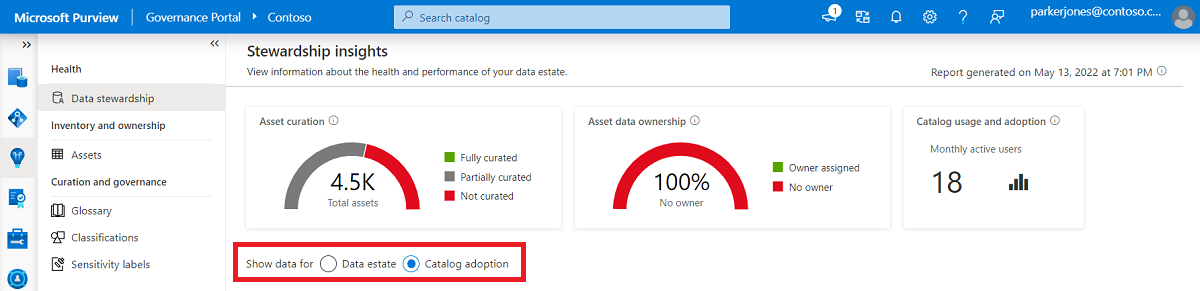 Microsoft Purview | Governance Portal > Contoso
Search catalog
1
parkerjones@contoso.c...
Health
Data stewardship
Inventory and ownership
Assets
Curation and governance
Glossary
Classifications
Sensitivity labels
Stewardship insights
View information about the health and performance of your data estate.
Report generated on May 13, 2022 at 7:01 PM
Asset curation
4.5K
Total assets
Fully curated
Partially curated
Not curated
Asset data ownership
100%
No owner
Owner assigned
No owner
Catalog usage and adoption
Monthly active users
18
Show data for Data estate Catalog adoption